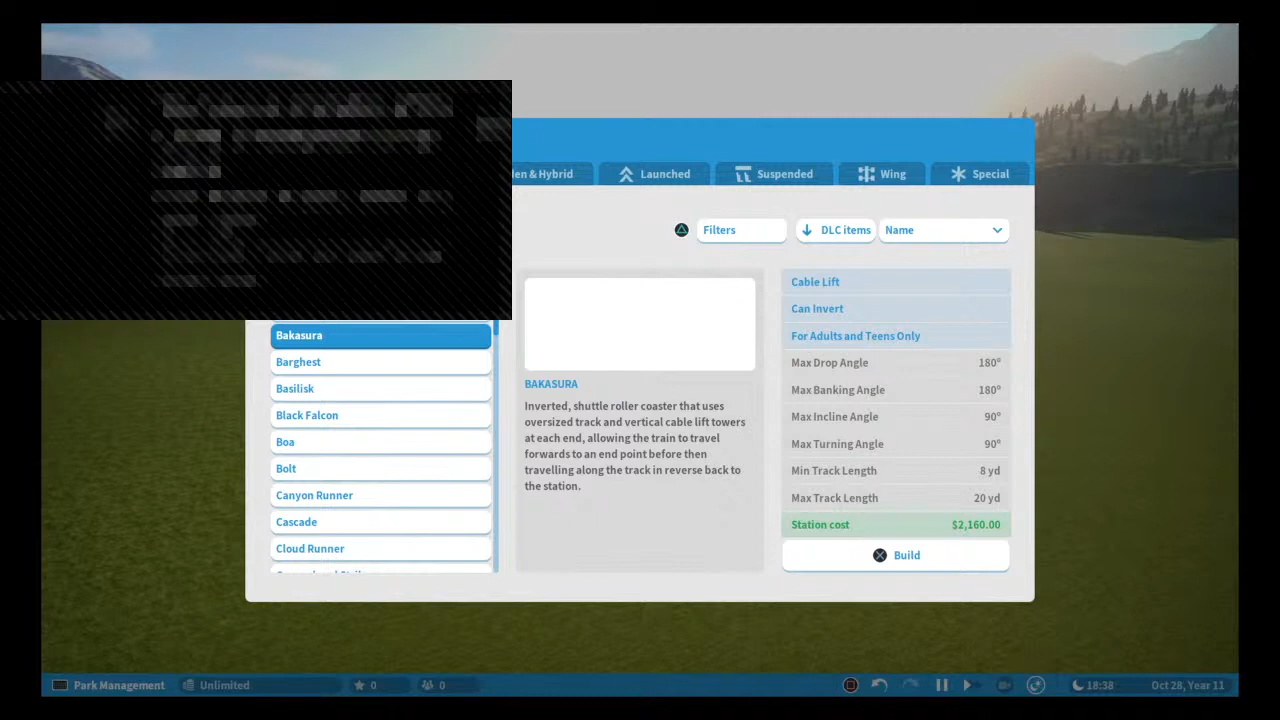 Launched
Suspended
Wing
Special
Filters
DLC items
Name
Bakasura
Barghest
Basilisk
Black Falcon
Boa
Bolt
Canyon Runner
Cascade
Cloud Runner
BAKASURA
Inverted, shuttle roller coaster that uses
oversized track and vertical cable lift towers
at each end, allowing the train to travel
forwards to an end point before then
travelling along the track in reverse back to
the station.
Cable Lift
Can Invert
For Adults and Teens Only
Max Drop Angle 180°
Max Banking Angle 180°
Max Incline Angle 90°
Max Turning Angle 90°
Min Track Length 8 yd
Max Track Length 20 yd
Station cost $2,160.00
Build
Park Management
Unlimited
0
0
18:38
Oct 28, Year 11